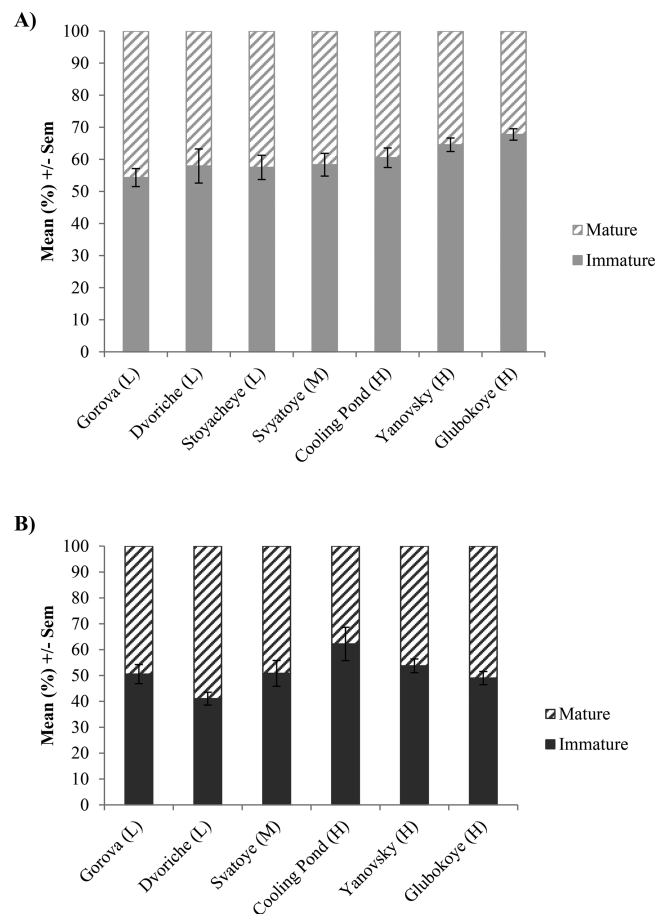 A)
Mean (%) +/- Sem
100
90
80
70
60
50
40
30
20
10
0
Gorova (L)
Dvoriche (L)
Stoyacheye (L)
Svyatoye (M)
Cooling Pond (H)
Yanovsky (H)
Glubokoye (H)
Mature
Immature
B)
Mean (%) +/- Sem
100
90
80
70
60
50
40
30
20
10
0
Gorova (L)
Dvoriche (L)
Svatoye (M)
Cooling Pond (H)
Yanovsky (H)
Glubokoye (H)
Mature
Immature